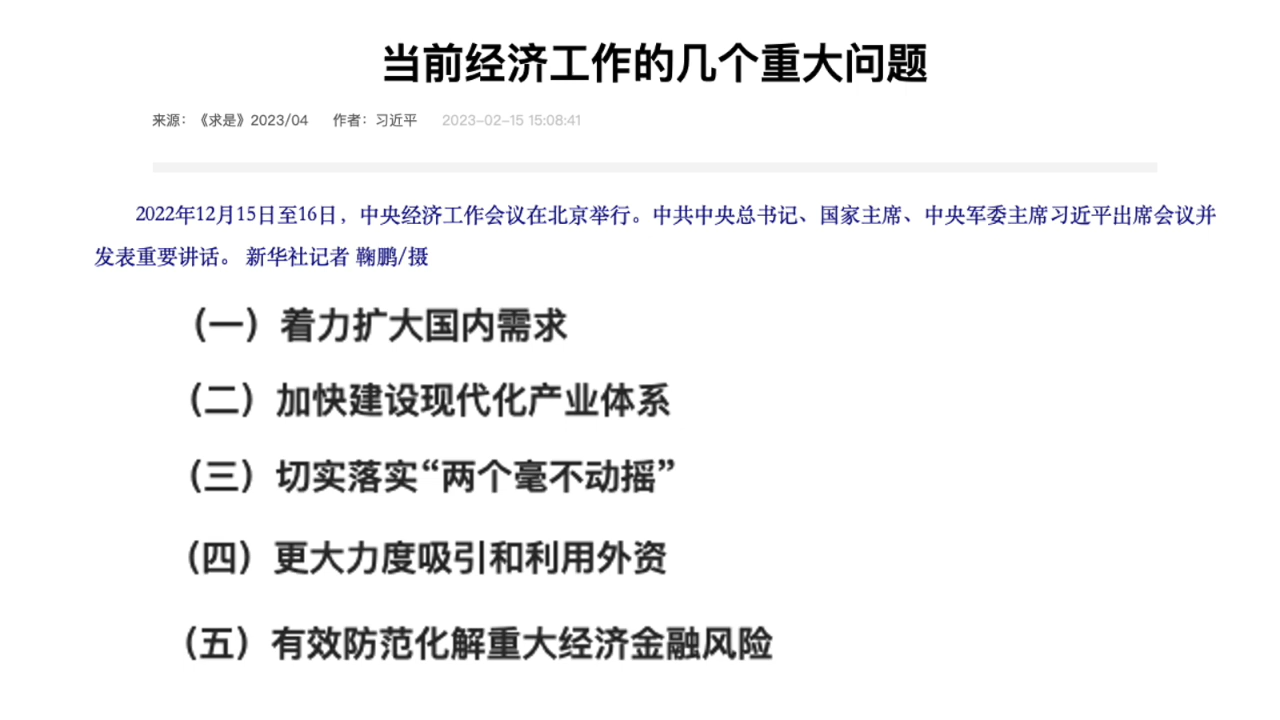 当前经济工作的几个重大问题
来源：《求是》2023/04 作者：习近平 2023-02-15 15:08:41
2022年12月15日至16日，中央经济工作会议在北京举行。中共中央总书记、国家主席、中央军委主席习近平出席会议并
发表重要讲话。 新华社记者 鞠鹏/摄
（一）着力扩大国内需求
（二）加快建设现代化产业体系
（三）切实落实“两个毫不动摇”
（四）更大力度吸引和利用外资
（五）有效防范化解重大经济金融风险